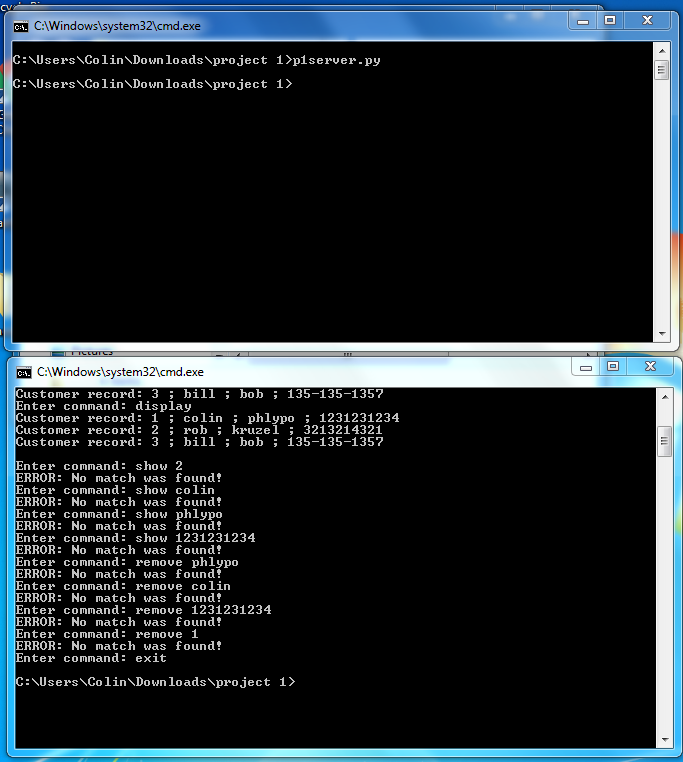 C:\Windows\system32\cmd.exe
C:\Users\Colin\Downloads\project 1>p1server.py
C:\Users\Colin\Downloads\project 1>
Pictures
C:\Windows\system32\cmd.exe
Customer record: 3 ; bill ; bob ; 135-135-1357
Enter command: display
Customer record: 1 ; colin ; phlypo ; 1231231234
Customer record: 2 ; rob ; kruzel ; 3213214321
Customer record: 3 ; bill ; bob ; 135-135-1357
Enter command: show 2
ERROR: No match was found!
Enter command: show colin
ERROR: No match was found!
Enter command: show phlypo
ERROR: No match was found!
Enter command: show 1231231234
ERROR: No match was found!
Enter command: remove phlypo
ERROR: No match was found!
Enter command: remove colin
ERROR: No match was found!
Enter command: remove 1231231234
ERROR: No match was found!
Enter command: remove 1
ERROR: No match was found!
Enter command: exit
C:\Users\Colin\Downloads\project 1>